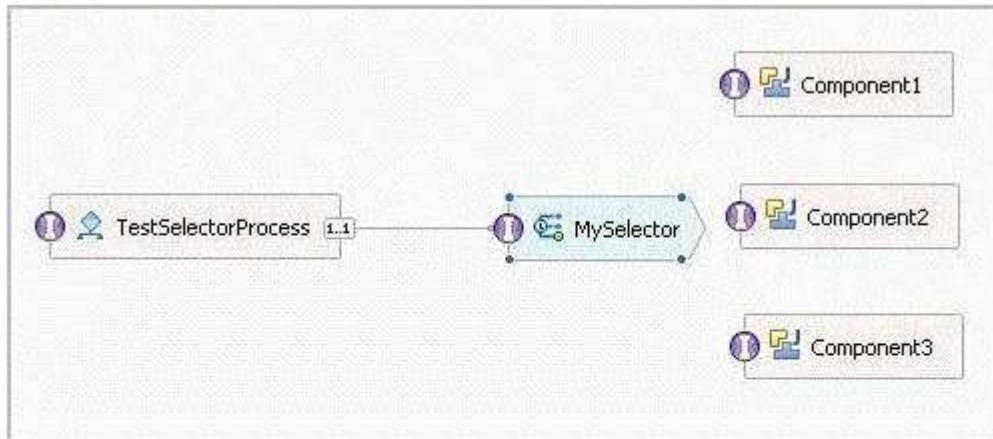 Component1
TestSelectorProcess 1..1
MySelector
Component2
Component3